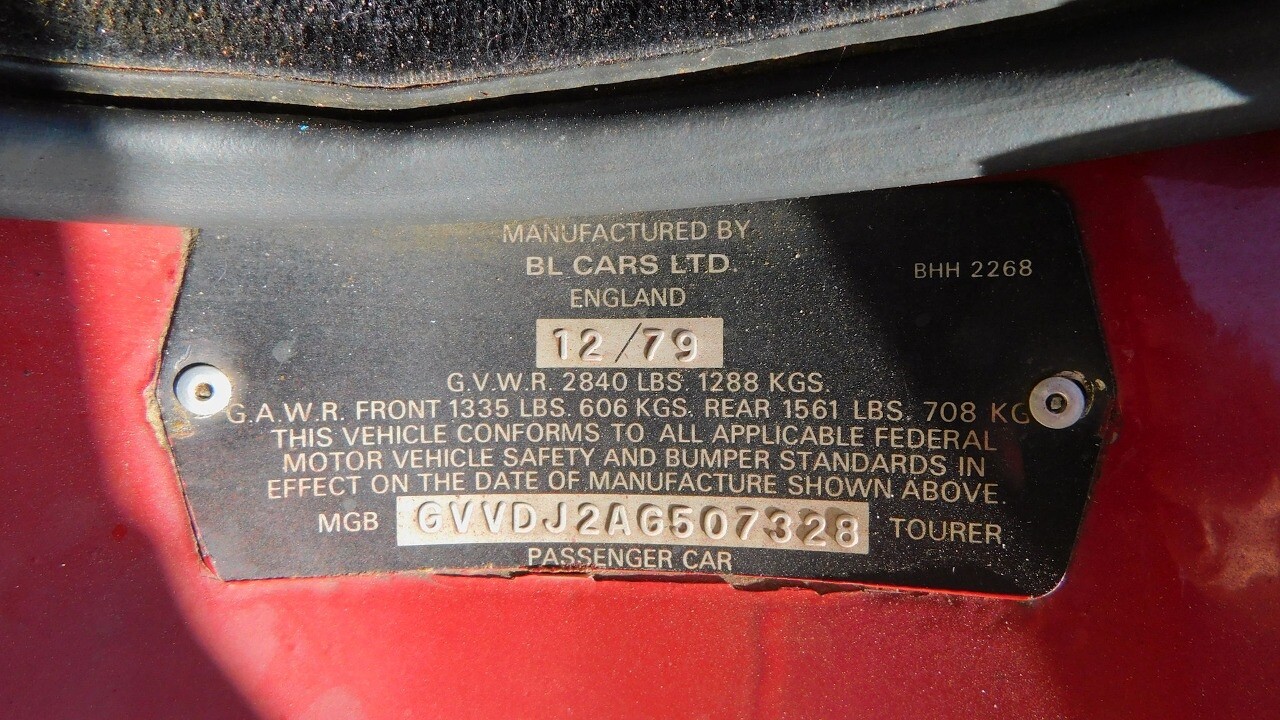 MANUFACTURED BY
BL CARS LTD.
BHH 2268
ENGLAND
12/79
G.V.W.R. 2840 LBS. 1288 KGS.
G.A.W.R. FRONT 1335 LBS. 606 KGS. REAR 1561 LBS. 708 KG
THIS VEHICLE CONFORMS TO ALL APPLICABLE FEDERAL
MOTOR VEHICLE SAFETY AND BUMPER STANDARDS IN
EFFECT ON THE DATE OF MANUFACTURE SHOWN ABOVE.
MGB GVVDJ2AG507328 TOURER
PASSENGER CAR